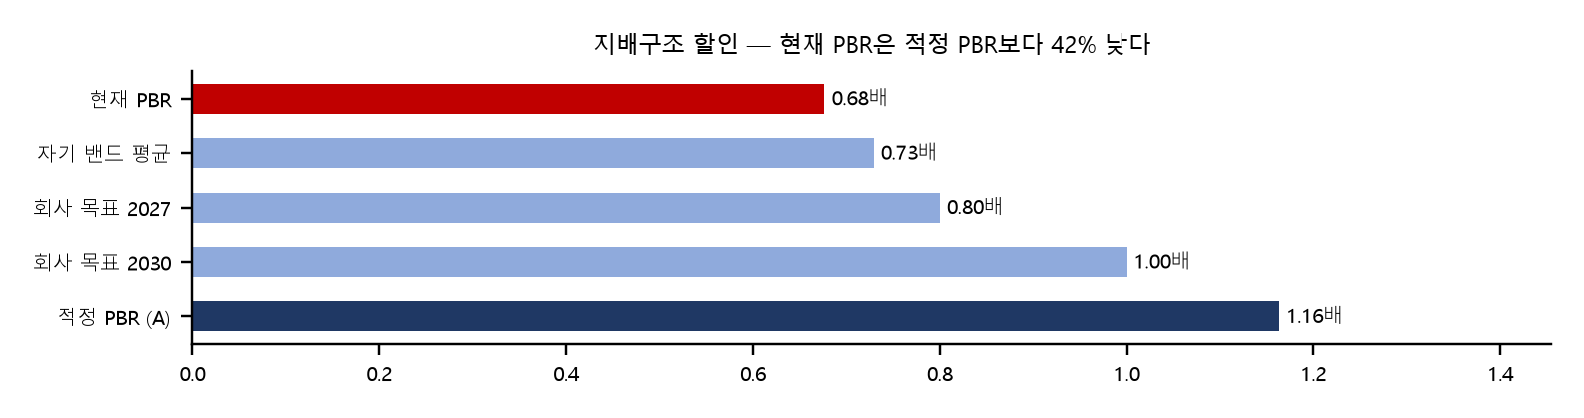 지배구조 할인 — 현재 PBR은 적정 PBR보다 42% 낮다
현재 PBR 0.68배
자기 밴드 평균 0.73배
회사 목표 2027 0.80배
회사 목표 2030 1.00배
적정 PBR (A) 1.16배
0.0 0.2 0.4 0.6 0.8 1.0 1.2 1.4